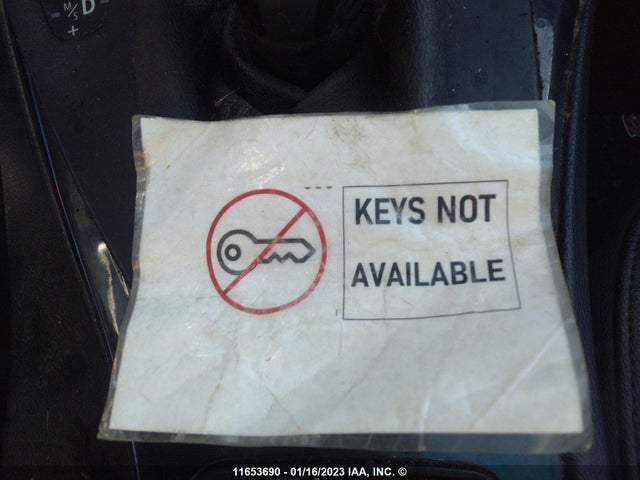 M/S D
+
KEYS NOT
AVAILABLE
11653690 - 01/16/2023 IAA, INC. ©